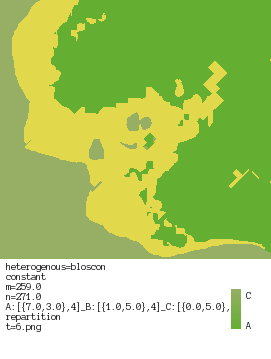 heterogenous=bloscon
constant
m=259.0
n=271.0
A:[{7.0,3.0},4]_B:[{1.0,5.0},4]_C:[{0.0,5.0},
repartition
t=6.png
C
A